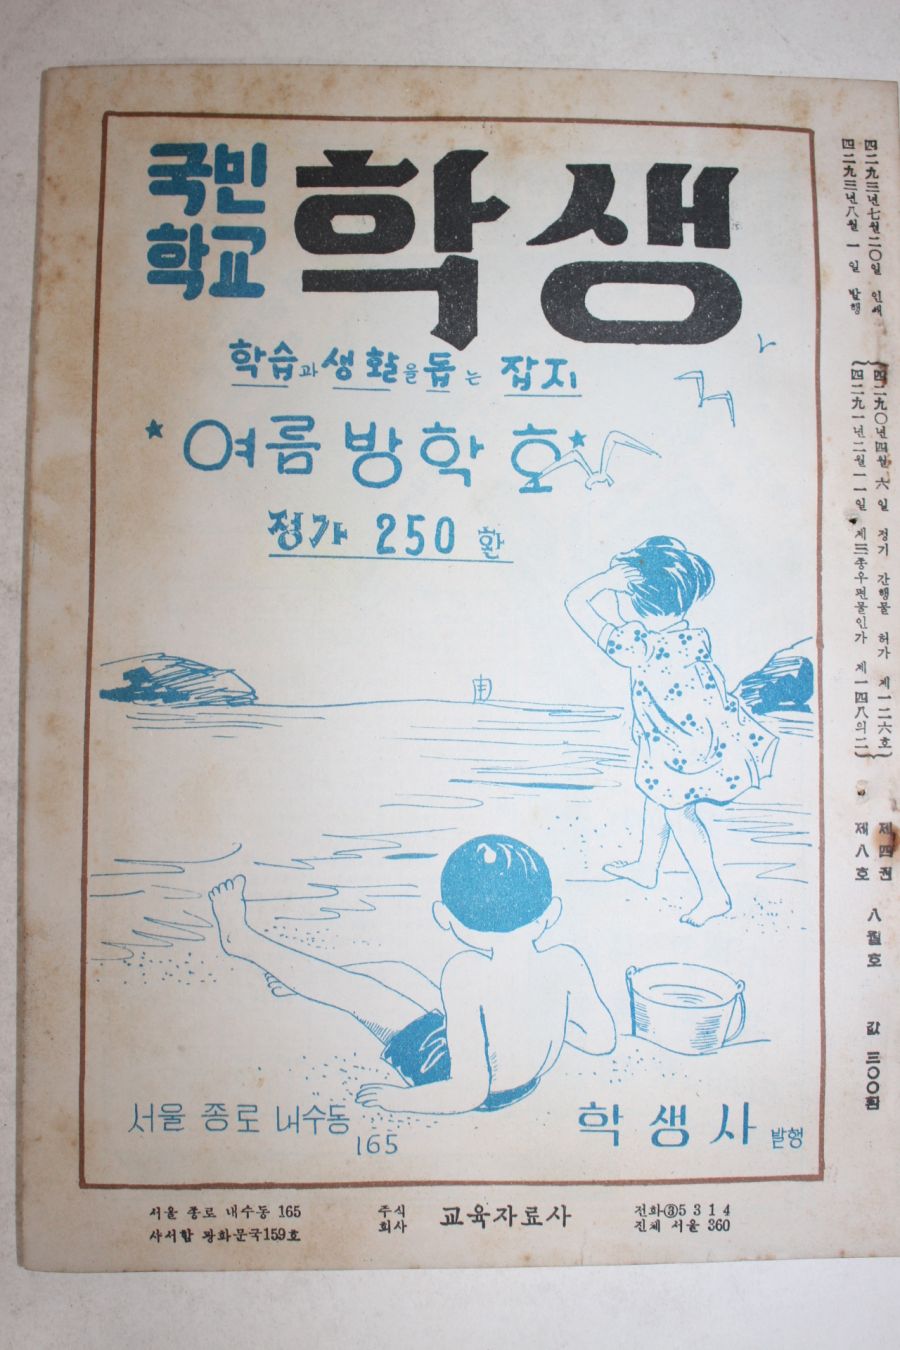 국민
학교
학생
학습과 생활을 돕는 잡지
★ 여름 방학 호 ★
정가 250 환
서울 종로 내수동
165
학생사 발행
서울 종로 내수동 165
사서함 광화문국159호
주식
회사
교육자료사
전화③5314
진체 서울 360
四二九三년七월二〇일 인쇄
四二九三년八월 一 일 발행
(四二九〇년四월 六 일 정기 간행물 허가 제一二六호)
(四二九一년二월一一일 제三종우편물인가 제一四八의二)
제四권
제八호
八월호
값 三〇〇환